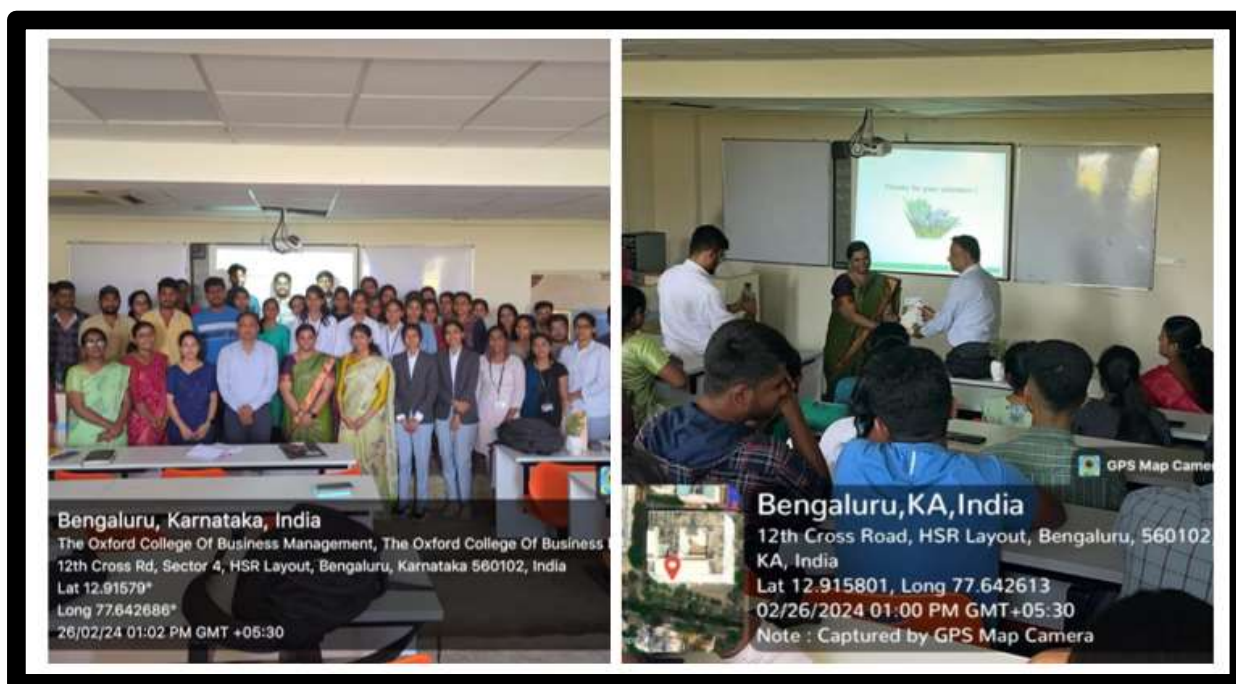 Bengaluru, Karnataka, India
The Oxford College Of Business Management, The Oxford College Of Business
12th Cross Rd, Sector 4, HSR Layout, Bengaluru, Karnataka 560102, India
Lat 12.91579°
Long 77.642686°
26/02/24 01:02 PM GMT +05:30
Thanks for your attention !
GPS Map Came
Bengaluru,KA,India
12th Cross Road, HSR Layout, Bengaluru, 560102
KA, India
Lat 12.915801, Long 77.642613
02/26/2024 01:00 PM GMT+05:30
Note : Captured by GPS Map Camera